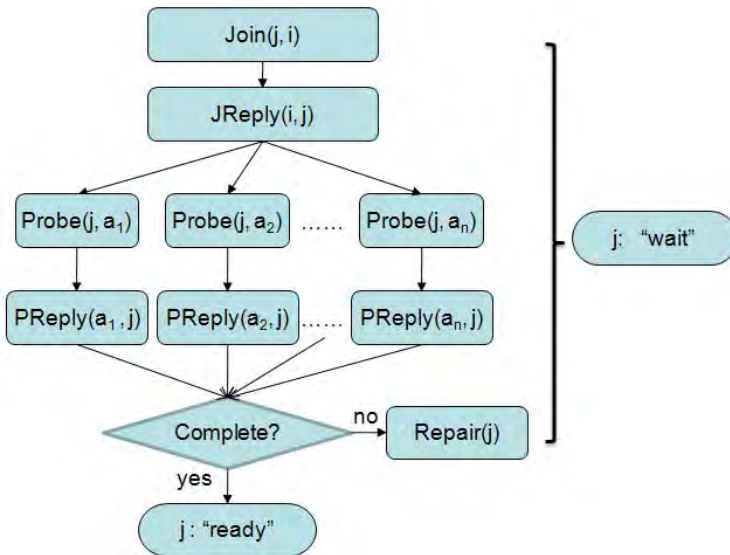 Join(j, i)
JReply(i, j)
Probe(j, a₁) Probe(j, a₂) ...... Probe(j, aₙ)
j: "wait"
PReply(a₁, j) PReply(a₂, j) ...... PReply(aₙ, j)
Complete? no Repair(j)
yes
j : "ready"